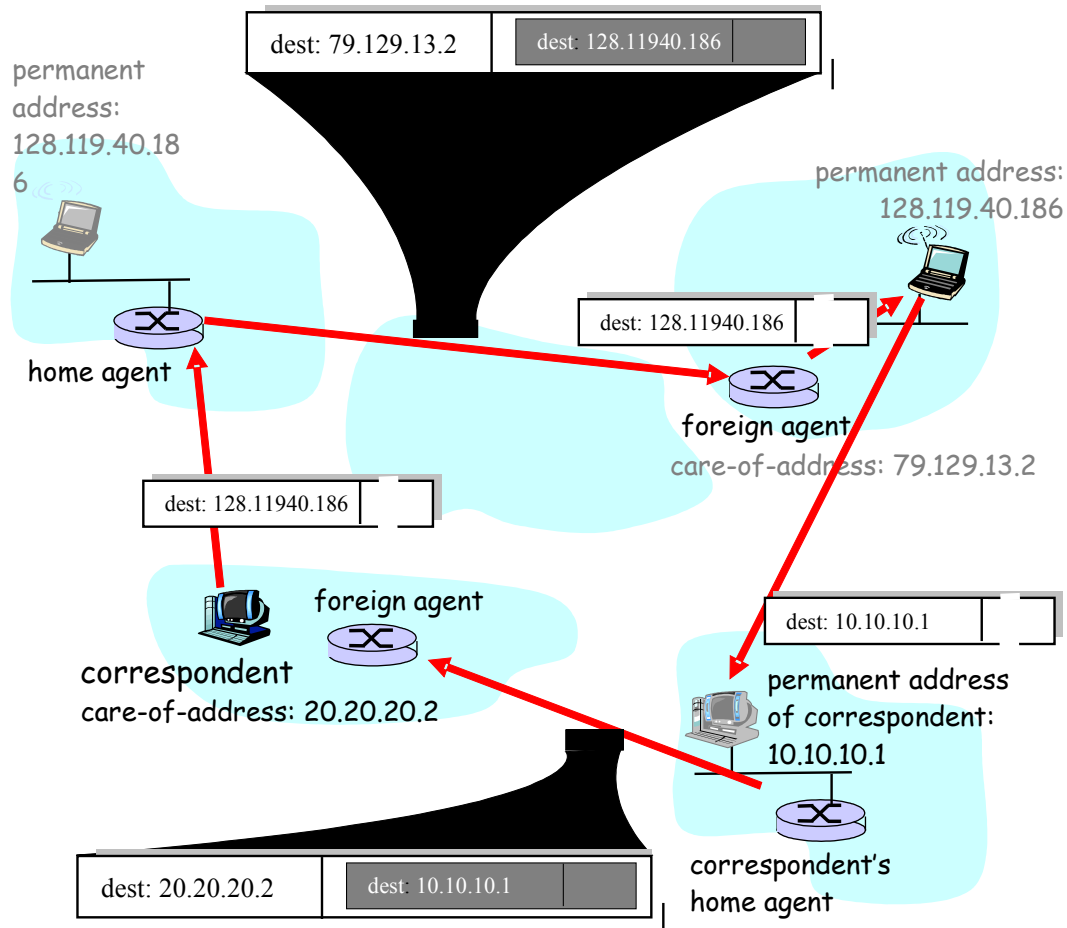 dest: 79.129.13.2
dest: 128.11940.186
permanent
address:
128.119.40.18
6
permanent address:
128.119.40.186
dest: 128.11940.186
home agent
foreign agent
care-of-address: 79.129.13.2
dest: 128.11940.186
foreign agent
dest: 10.10.10.1
correspondent
care-of-address: 20.20.20.2
permanent address
of correspondent:
10.10.10.1
correspondent's
home agent
dest: 20.20.20.2
dest: 10.10.10.1